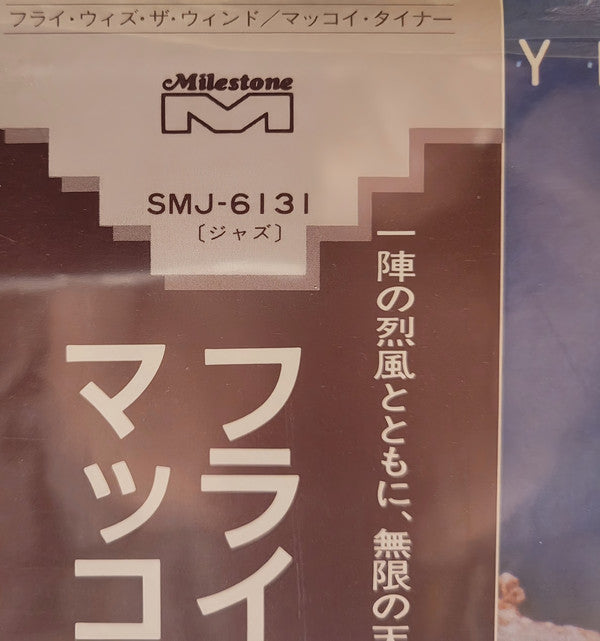 フライ・ウィズ・ザ・ウィンド／マッコイ・タイナー
Milestone
SMJ-6131
〔ジャズ〕
一陣の烈風とともに、無限の天
フライ
マッコ
Y